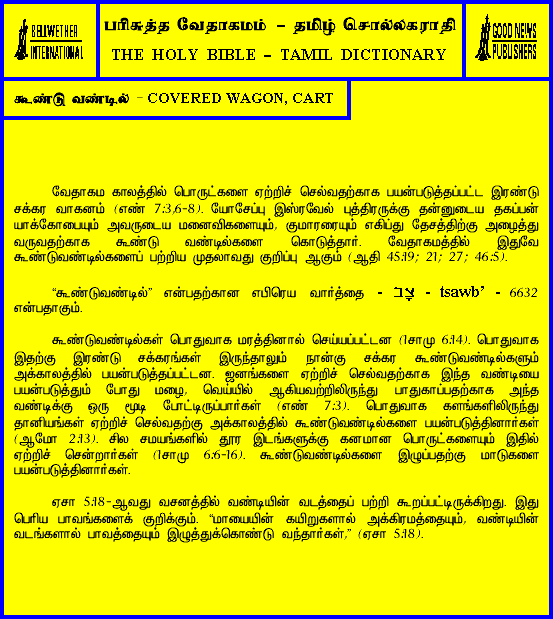 BELLWETHER
INTERNATIONAL
பரிசுத்த வேதாகமம் – தமிழ் சொல்லகராதி
THE HOLY BIBLE – TAMIL DICTIONARY
GOOD NEWS
PUBLISHERS
கூண்டு வண்டில் – COVERED WAGON, CART
வேதாகம காலத்தில் பொருட்களை ஏற்றிச் செல்வதற்காக பயன்படுத்தப்பட்ட இரண்டு
சக்கர வாகனம் (எண் 7:3,6-8). யோசேப்பு இஸ்ரவேல் புத்திரருக்கு தன்னுடைய தகப்பன்
யாக்கோபையும் அவருடைய மனைவிகளையும், குமாரரையும் எகிப்து தேசத்திற்கு அழைத்து
வருவதற்காக கூண்டு வண்டில்களை கொடுத்தார். வேதாகமத்தில் இதுவே
கூண்டுவண்டில்களைப் பற்றிய முதலாவது குறிப்பு ஆகும் (ஆதி 45:19; 21; 27; 46:5).
“கூண்டுவண்டில்” என்பதற்கான எபிரெய வார்த்தை - צָב - tsawb’ - 6632
என்பதாகும்.
கூண்டுவண்டில்கள் பொதுவாக மரத்தினால் செய்யப்பட்டன (1சாமு 6:14). பொதுவாக
இதற்கு இரண்டு சக்கரங்கள் இருந்தாலும் நான்கு சக்கர கூண்டுவண்டில்களும்
அக்காலத்தில் பயன்படுத்தப்பட்டன. ஜனங்களை ஏற்றிச் செல்வதற்காக இந்த வண்டியை
பயன்படுத்தும் போது மழை, வெய்யில் ஆகியவற்றிலிருந்து பாதுகாப்பதற்காக அந்த
வண்டிக்கு ஒரு மூடி போட்டிருப்பார்கள் (எண் 7:3). பொதுவாக களங்களிலிருந்து
தானியங்கள் ஏற்றிச் செல்வதற்கு அக்காலத்தில் கூண்டுவண்டில்களை பயன்படுத்தினார்கள்
(ஆமோ 2:13). சில சமயங்களில் தூர இடங்களுக்கு கனமான பொருட்களையும் இதில்
ஏற்றிச் சென்றார்கள் (1சாமு 6:6-16). கூண்டுவண்டில்களை இழுப்பதற்கு மாடுகளை
பயன்படுத்தினார்கள்.
ஏசா 5:18-ஆவது வசனத்தில் வண்டியின் வடத்தைப் பற்றி கூறப்பட்டிருக்கிறது. இது
பெரிய பாவங்களைக் குறிக்கும். “மாயையின் கயிறுகளால் அக்கிரமத்தையும், வண்டியின்
வடங்களால் பாவத்தையும் இழுத்துக்கொண்டு வந்தார்கள்,” (ஏசா 5:18).